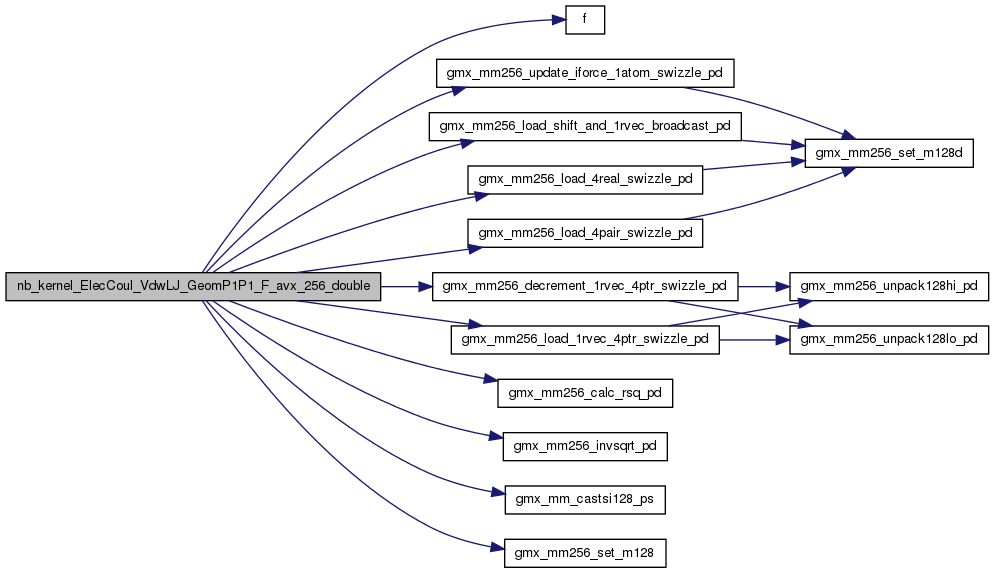 f
gmx_mm256_update_iforce_1atom_swizzle_pd
gmx_mm256_load_shift_and_1rvec_broadcast_pd
gmx_mm256_set_m128d
gmx_mm256_load_4real_swizzle_pd
gmx_mm256_load_4pair_swizzle_pd
nb_kernel_ElecCoul_VdwLJ_GeomP1P1_F_avx_256_double
gmx_mm256_decrement_1rvec_4ptr_swizzle_pd
gmx_mm256_unpack128hi_pd
gmx_mm256_load_1rvec_4ptr_swizzle_pd
gmx_mm256_unpack128lo_pd
gmx_mm256_calc_rsq_pd
gmx_mm256_invsqrt_pd
gmx_mm_castsi128_ps
gmx_mm256_set_m128